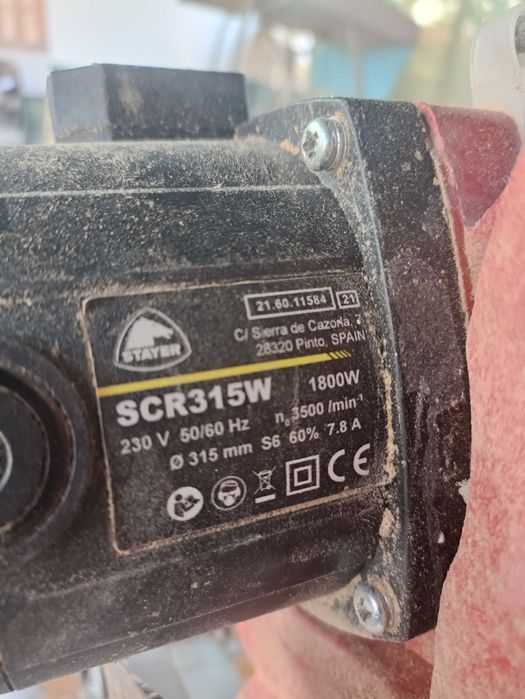 21.60.11584 21
STAYER
C/ Sierra de Cazorla, 7
28320 Pinto, SPAIN
SCR315W 1800W
230 V 50/60 Hz n₀ 3500 /min⁻¹
Ø 315 mm S6 60% 7.8 A
CE